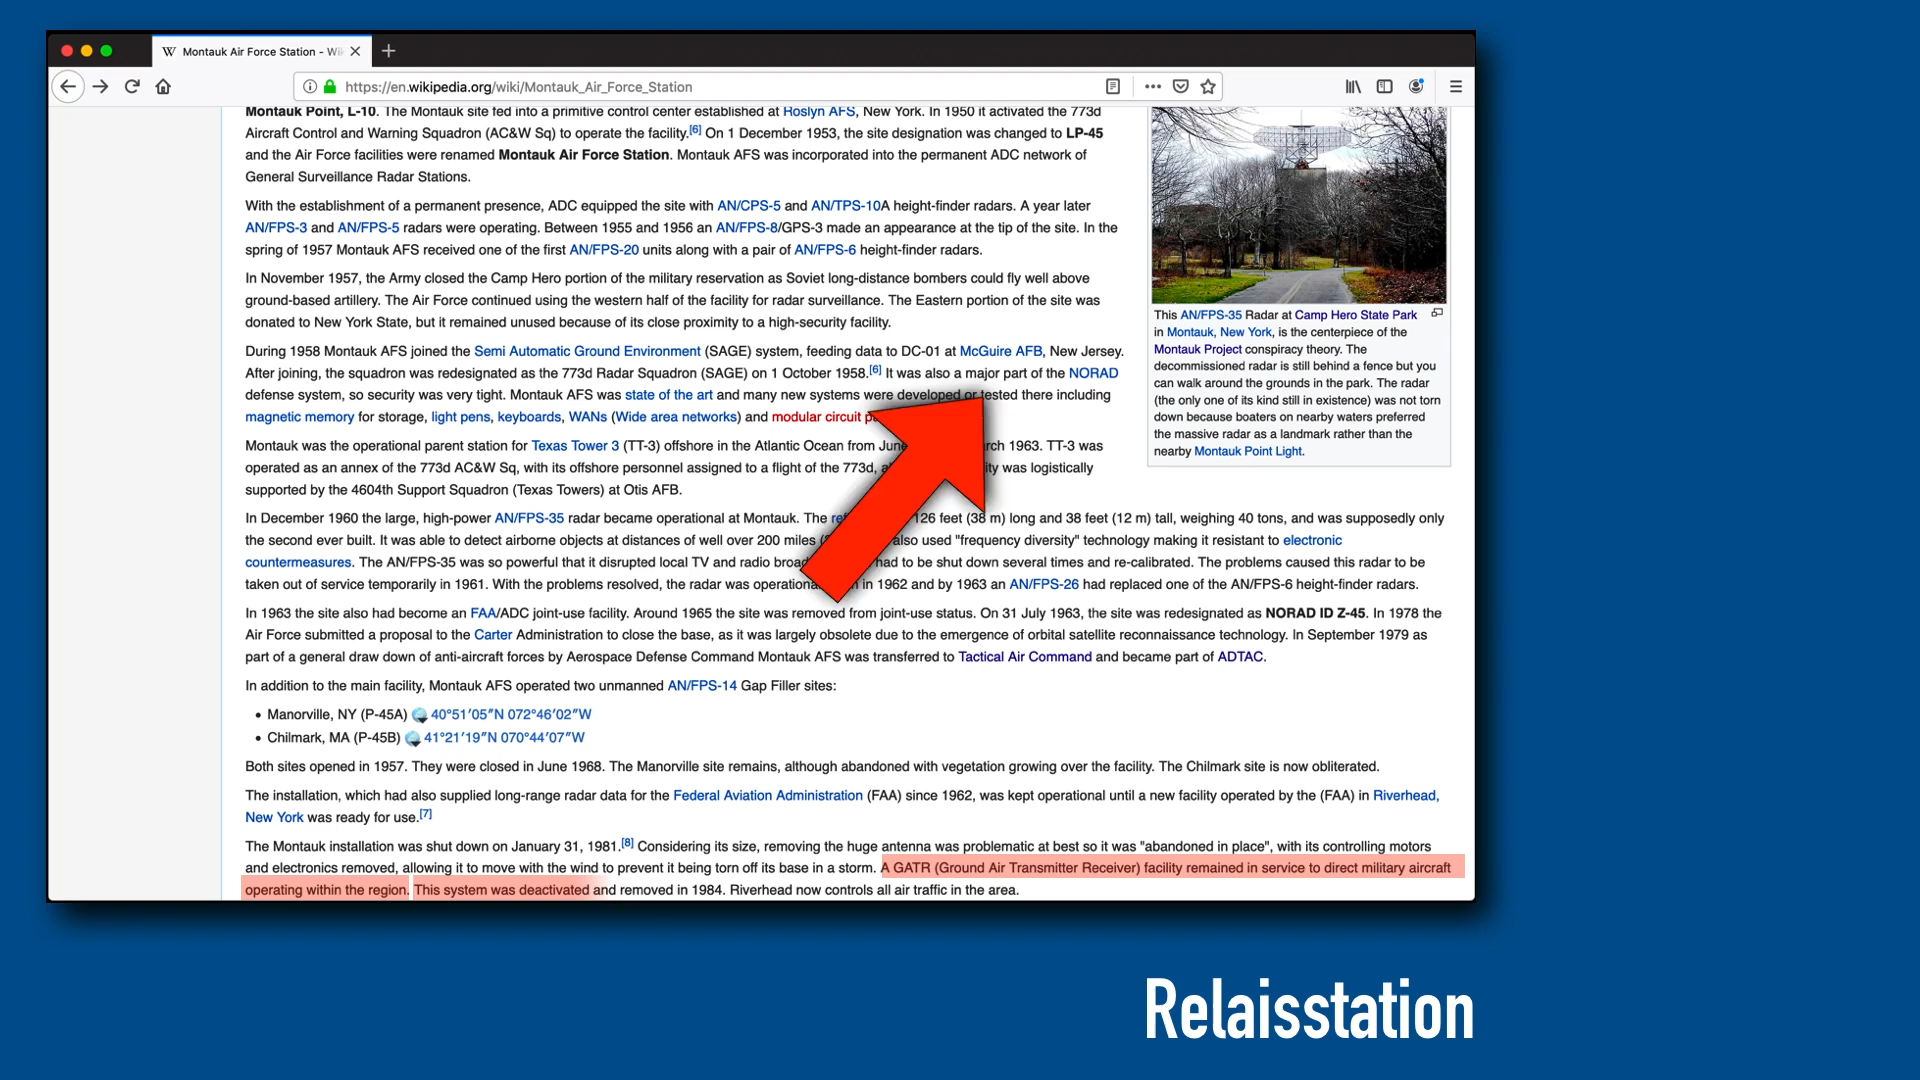 Montauk Air Force Station - Wi
https://en.wikipedia.org/wiki/Montauk_Air_Force_Station
Montauk Point, L-10. The Montauk site fed into a primitive control center established at Roslyn AFS, New York. In 1950 it activated the 773d
Aircraft Control and Warning Squadron (AC&W Sq) to operate the facility.[6] On 1 December 1953, the site designation was changed to LP-45
and the Air Force facilities were renamed Montauk Air Force Station. Montauk AFS was incorporated into the permanent ADC network of
General Surveillance Radar Stations.
With the establishment of a permanent presence, ADC equipped the site with AN/CPS-5 and AN/TPS-10A height-finder radars. A year later
AN/FPS-3 and AN/FPS-5 radars were operating. Between 1955 and 1956 an AN/FPS-8/GPS-3 made an appearance at the tip of the site. In the
spring of 1957 Montauk AFS received one of the first AN/FPS-20 units along with a pair of AN/FPS-6 height-finder radars.
In November 1957, the Army closed the Camp Hero portion of the military reservation as Soviet long-distance bombers could fly well above
ground-based artillery. The Air Force continued using the western half of the facility for radar surveillance. The Eastern portion of the site was
donated to New York State, but it remained unused because of its close proximity to a high-security facility.
During 1958 Montauk AFS joined the Semi Automatic Ground Environment (SAGE) system, feeding data to DC-01 at McGuire AFB, New Jersey.
After joining, the squadron was redesignated as the 773d Radar Squadron (SAGE) on 1 October 1958.[6] It was also a major part of the NORAD
defense system, so security was very tight. Montauk AFS was state of the art and many new systems were developed or tested there including
magnetic memory for storage, light pens, keyboards, WANs (Wide area networks) and modular circuit
Montauk was the operational parent station for Texas Tower 3 (TT-3) offshore in the Atlantic Ocean from June 1963. TT-3 was
operated as an annex of the 773d AC&W Sq, with its offshore personnel assigned to a flight of the 773d, was logistically
supported by the 4604th Support Squadron (Texas Towers) at Otis AFB.
In December 1960 the large, high-power AN/FPS-35 radar became operational at Montauk. The 126 feet (38 m) long and 38 feet (12 m) tall, weighing 40 tons, and was supposedly only
the second ever built. It was able to detect airborne objects at distances of well over 200 miles also used "frequency diversity" technology making it resistant to electronic
countermeasures. The AN/FPS-35 was so powerful that it disrupted local TV and radio had to be shut down several times and re-calibrated. The problems caused this radar to be
taken out of service temporarily in 1961. With the problems resolved, the radar was in 1962 and by 1963 an AN/FPS-26 had replaced one of the AN/FPS-6 height-finder radars.
In 1963 the site also had become an FAA/ADC joint-use facility. Around 1965 the site was removed from joint-use status. On 31 July 1963, the site was redesignated as NORAD ID Z-45. In 1978 the
Air Force submitted a proposal to the Carter Administration to close the base, as it was largely obsolete due to the emergence of orbital satellite reconnaissance technology. In September 1979 as
part of a general draw down of anti-aircraft forces by Aerospace Defense Command Montauk AFS was transferred to Tactical Air Command and became part of ADTAC.
In addition to the main facility, Montauk AFS operated two unmanned AN/FPS-14 Gap Filler sites:
• Manorville, NY (P-45A) 40°51′05″N 072°46′02″W
• Chilmark, MA (P-45B) 41°21′19″N 070°44′07″W
Both sites opened in 1957. They were closed in June 1968. The Manorville site remains, although abandoned with vegetation growing over the facility. The Chilmark site is now obliterated.
The installation, which had also supplied long-range radar data for the Federal Aviation Administration (FAA) since 1962, was kept operational until a new facility operated by the (FAA) in Riverhead,
New York was ready for use.[7]
The Montauk installation was shut down on January 31, 1981.[8] Considering its size, removing the huge antenna was problematic at best so it was "abandoned in place", with its controlling motors
and electronics removed, allowing it to move with the wind to prevent it being torn off its base in a storm. A GATR (Ground Air Transmitter Receiver) facility remained in service to direct military aircraft
operating within the region. This system was deactivated and removed in 1984. Riverhead now controls all air traffic in the area.
This AN/FPS-35 Radar at Camp Hero State Park
in Montauk, New York, is the centerpiece of the
Montauk Project conspiracy theory. The
decommissioned radar is still behind a fence but you
can walk around the grounds in the park. The radar
(the only one of its kind still in existence) was not torn
down because boaters on nearby waters preferred
the massive radar as a landmark rather than the
nearby Montauk Point Light.
Relaisstation